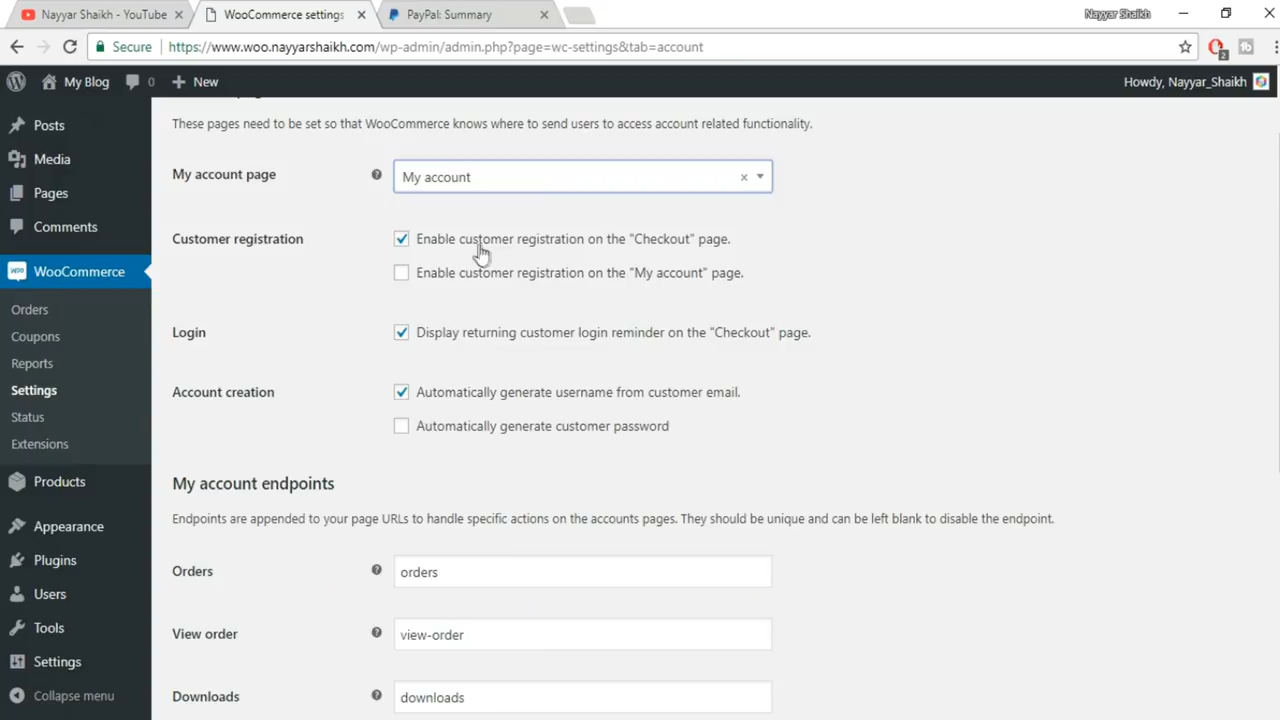 Nayyar Shaikh - YouTube
WooCommerce settings
PayPal: Summary
Nayyar Shaikh
Secure
https://www.woo.nayyarshaikh.com/wp-admin/admin.php?page=wc-settings&tab=account
2
My Blog
0
New
Howdy, Nayyar_Shaikh
Posts
Media
Pages
Comments
WooCommerce
Orders
Coupons
Reports
Settings
Status
Extensions
Products
Appearance
Plugins
Users
Tools
Settings
Collapse menu
These pages need to be set so that WooCommerce knows where to send users to access account related functionality.
My account page
My account
Customer registration
Enable customer registration on the "Checkout" page.
Enable customer registration on the "My account" page.
Login
Display returning customer login reminder on the "Checkout" page.
Account creation
Automatically generate username from customer email.
Automatically generate customer password
My account endpoints
Endpoints are appended to your page URLs to handle specific actions on the accounts pages. They should be unique and can be left blank to disable the endpoint.
Orders
orders
View order
view-order
Downloads
downloads